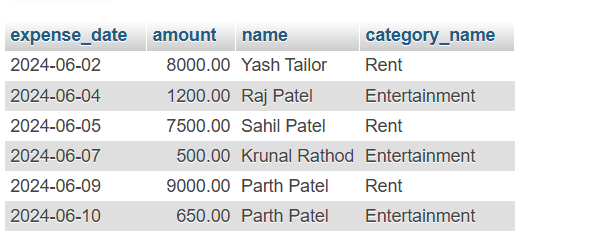 expense_date amount name category_name
2024-06-02 8000.00 Yash Tailor Rent
2024-06-04 1200.00 Raj Patel Entertainment
2024-06-05 7500.00 Sahil Patel Rent
2024-06-07 500.00 Krunal Rathod Entertainment
2024-06-09 9000.00 Parth Patel Rent
2024-06-10 650.00 Parth Patel Entertainment